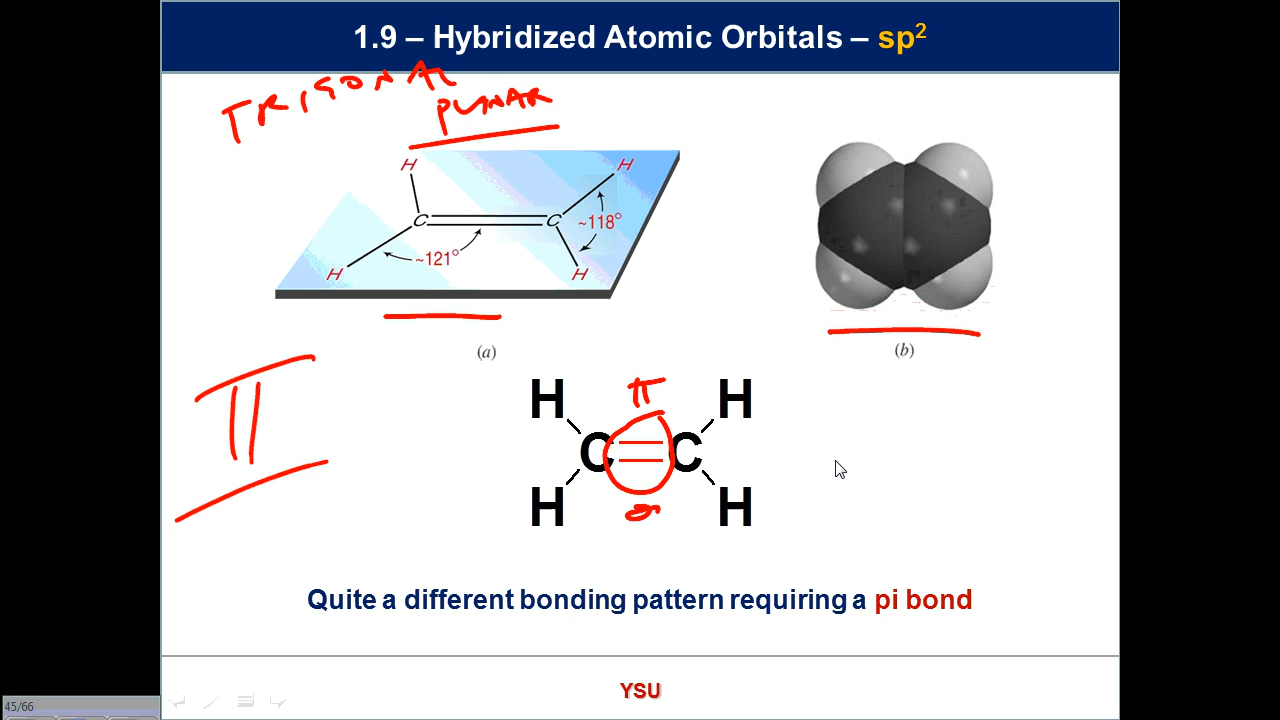 1.9 – Hybridized Atomic Orbitals – sp²
TRIGONAL
PLANAR
H
H
C
C
~118°
~121°
H
H
(a)
(b)
π
H
H
π
C
C
H
H
σ
Quite a different bonding pattern requiring a pi bond
YSU
45/66